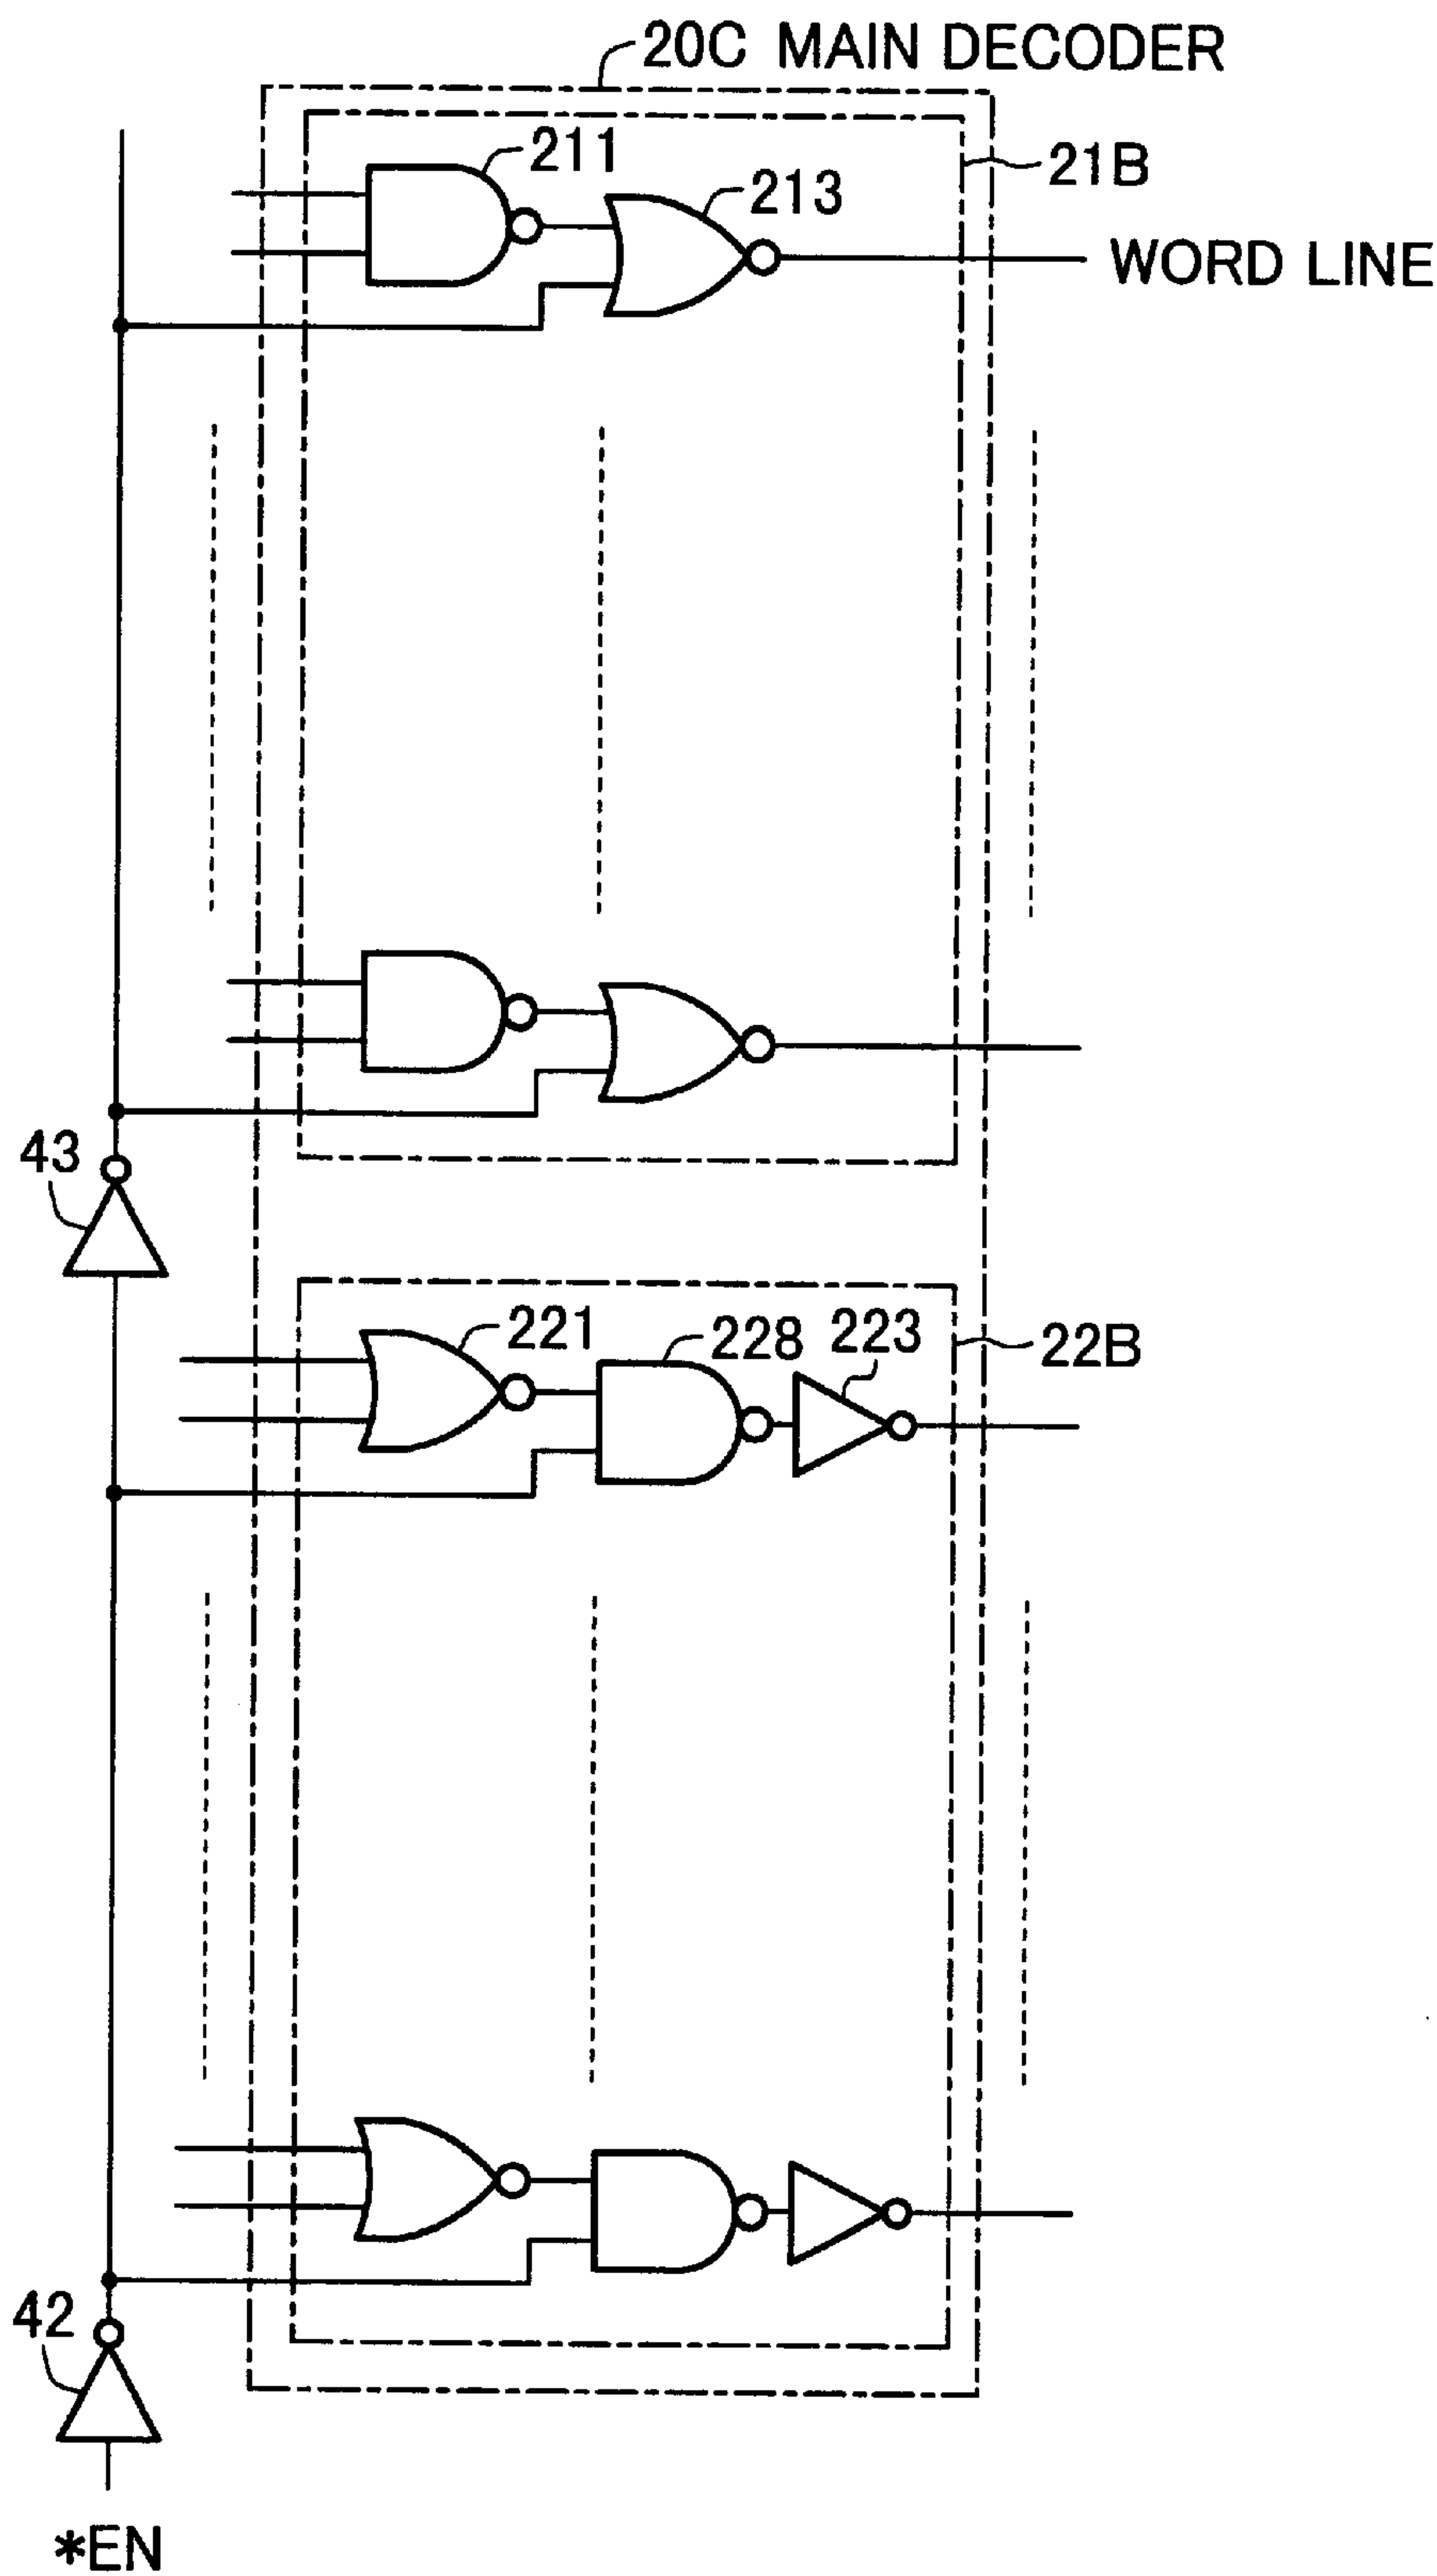 20C MAIN DECODER
211
213
21B
WORD LINE
43
221
228
223
22B
42
*EN